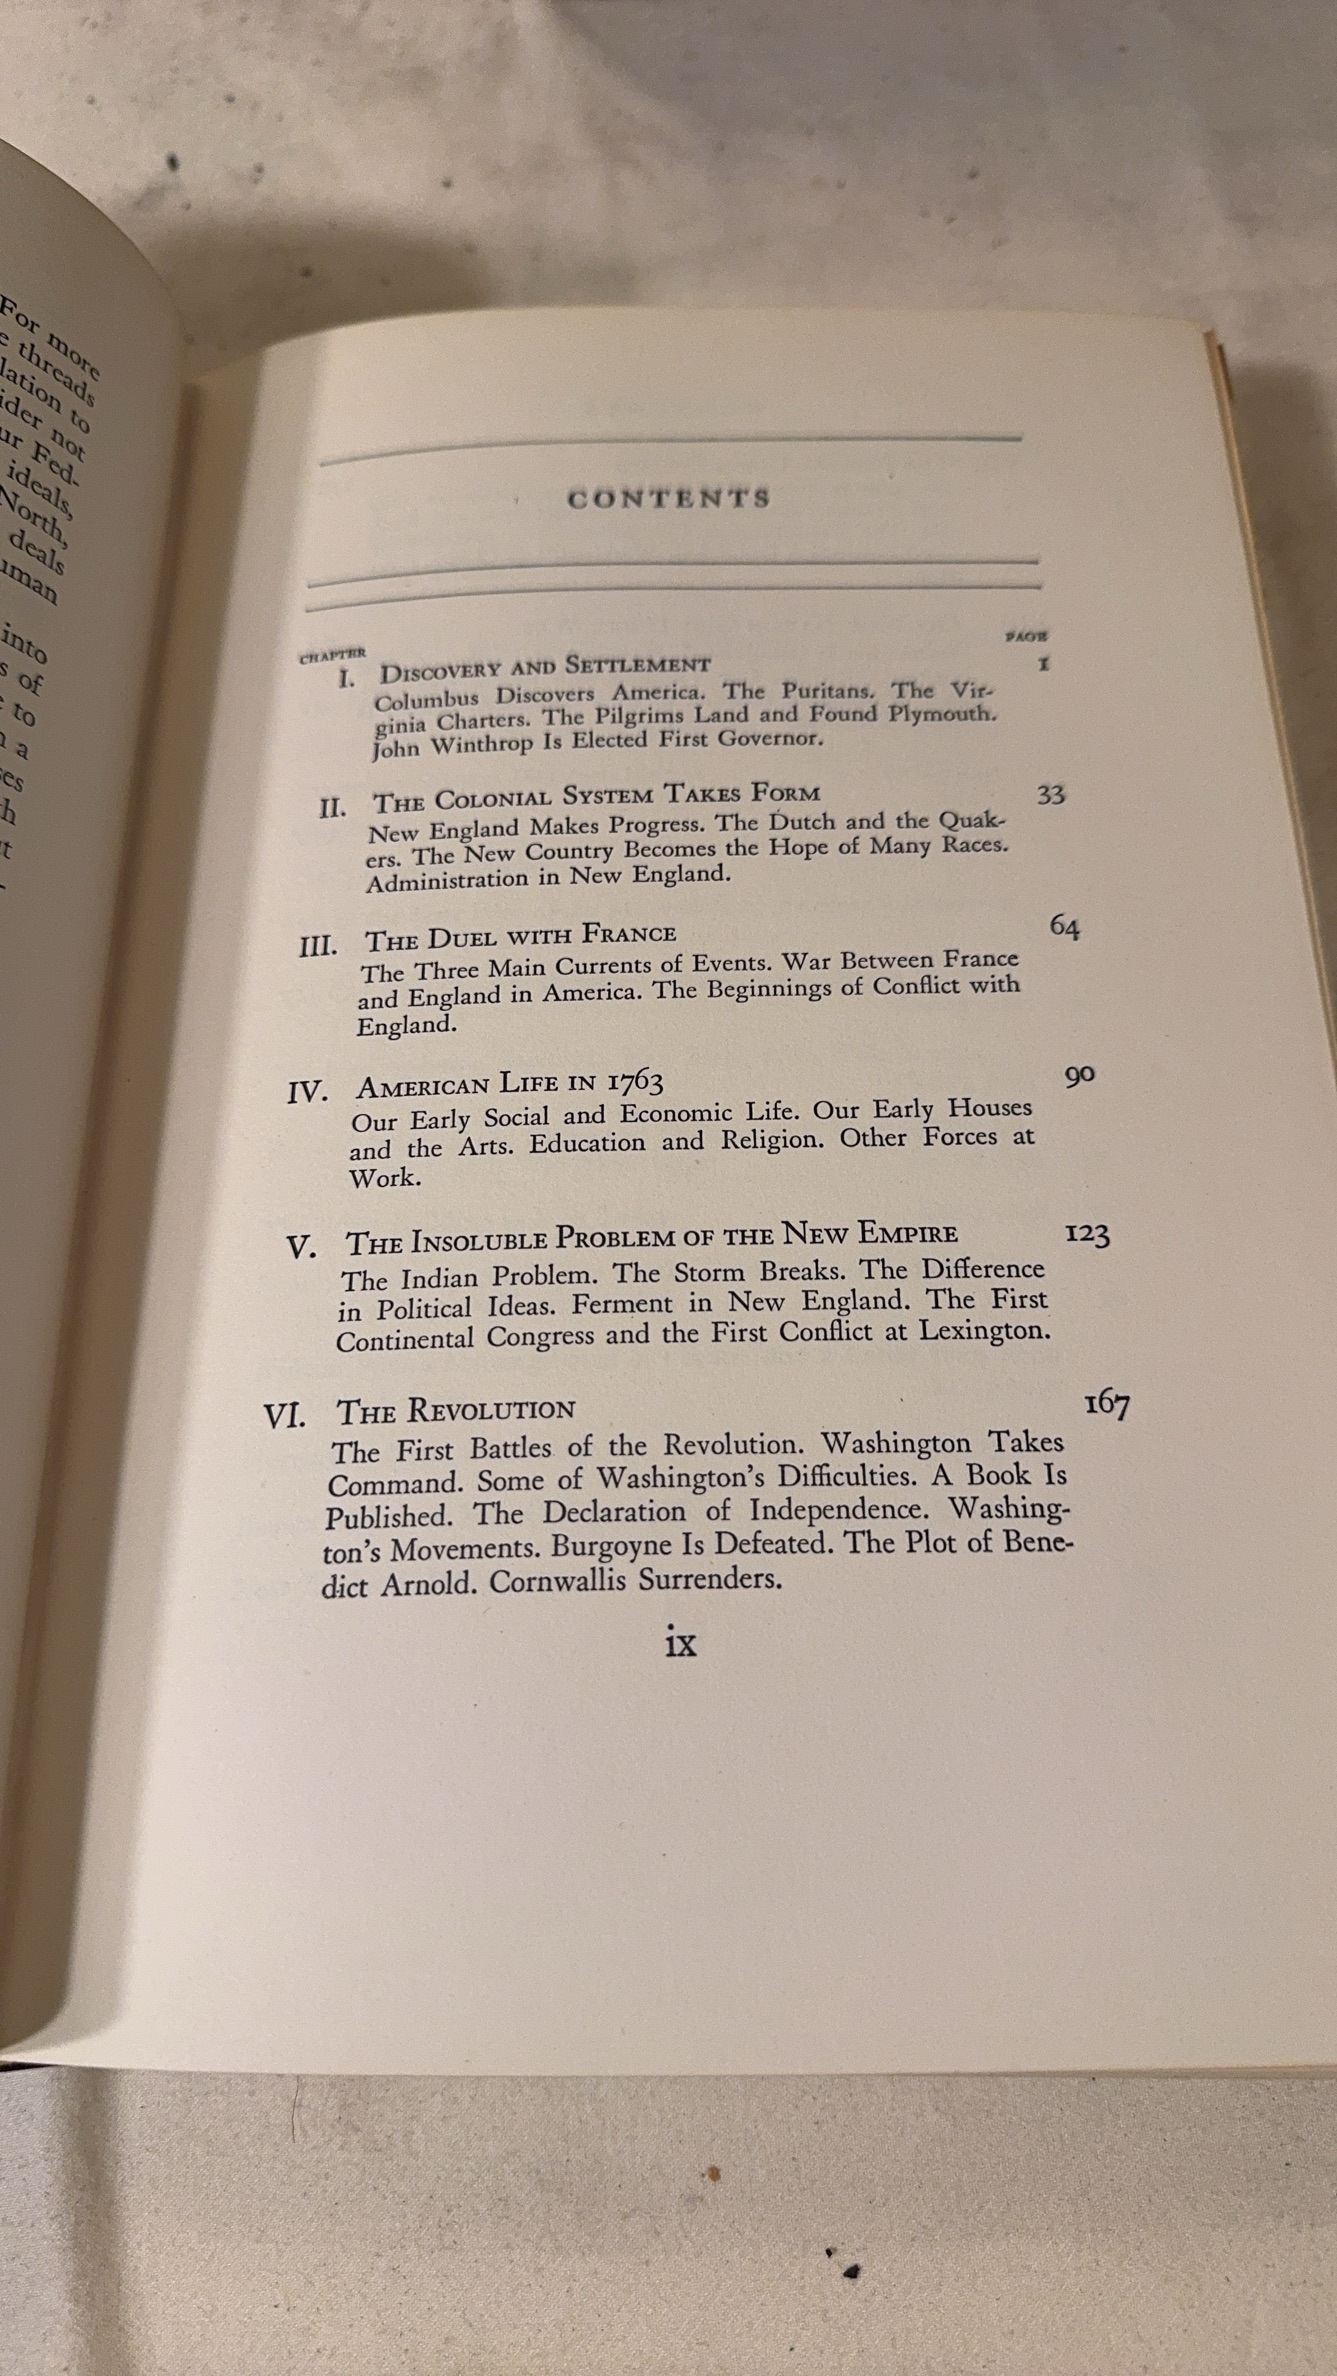 For more
threads
lation to
ider not
ur Fed-
ideals,
North,
deals
uman
into
s of
to
a
CONTENTS
CHAPTER PAGE
I. DISCOVERY AND SETTLEMENT 1
Columbus Discovers America. The Puritans. The Vir-
ginia Charters. The Pilgrims Land and Found Plymouth.
John Winthrop Is Elected First Governor.
II. THE COLONIAL SYSTEM TAKES FORM 33
New England Makes Progress. The Dutch and the Quak-
ers. The New Country Becomes the Hope of Many Races.
Administration in New England.
III. THE DUEL WITH FRANCE 64
The Three Main Currents of Events. War Between France
and England in America. The Beginnings of Conflict with
England.
IV. AMERICAN LIFE IN 1763 90
Our Early Social and Economic Life. Our Early Houses
and the Arts. Education and Religion. Other Forces at
Work.
V. THE INSOLUBLE PROBLEM OF THE NEW EMPIRE 123
The Indian Problem. The Storm Breaks. The Difference
in Political Ideas. Ferment in New England. The First
Continental Congress and the First Conflict at Lexington.
VI. THE REVOLUTION 167
The First Battles of the Revolution. Washington Takes
Command. Some of Washington's Difficulties. A Book Is
Published. The Declaration of Independence. Washing-
ton's Movements. Burgoyne Is Defeated. The Plot of Bene-
dict Arnold. Cornwallis Surrenders.
ix